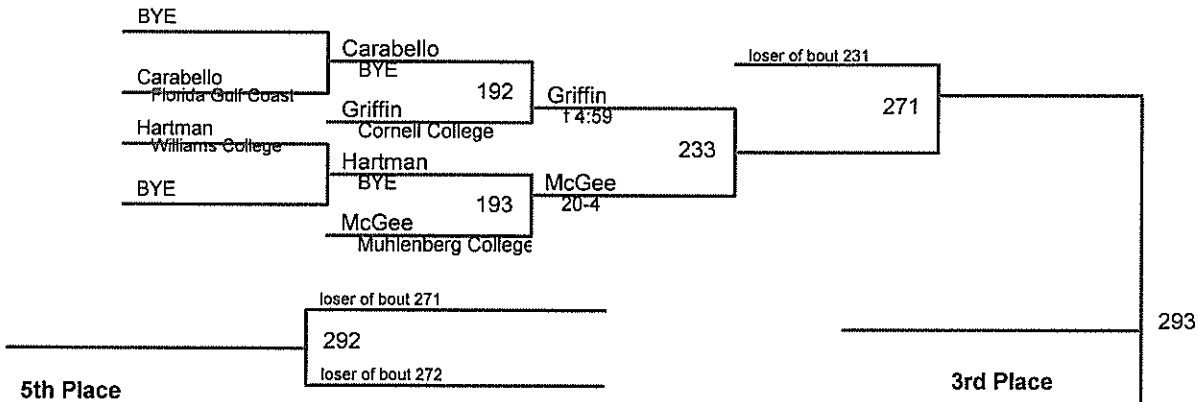 BYE
Carabello
Florida Gulf Coast
Hartman
Williams College
BYE
Carabello
BYE
192
Griffin
Cornell College
Hartman
BYE
193
McGee
Muhlenberg College
Griffin
f 4:59
233
McGee
20-4
loser of bout 231
271
293
3rd Place
loser of bout 271
292
loser of bout 272
5th Place